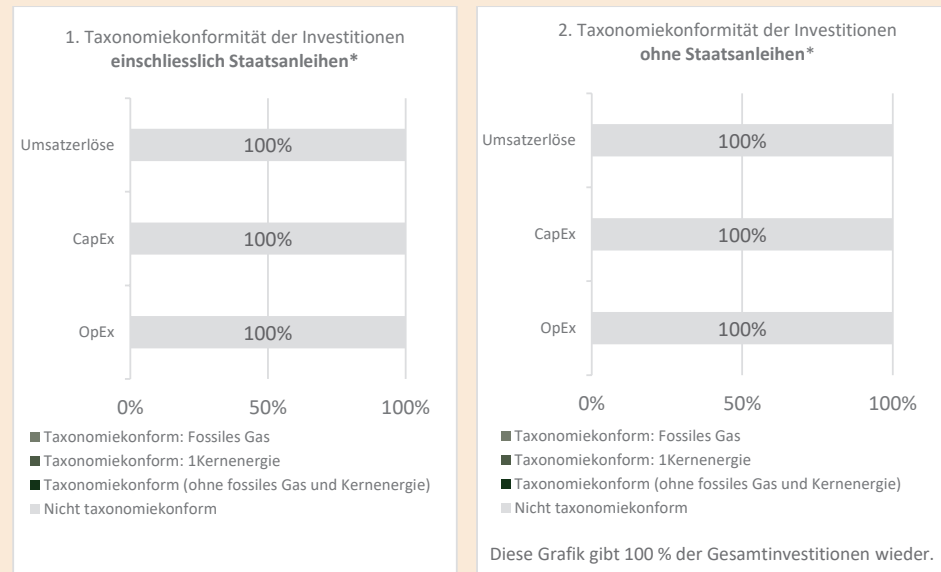 1. Taxonomiekonformität der Investitionen
einschliesslich Staatsanleihen*
Umsatzerlöse
100%
CapEx
100%
OpEx
100%
0% 50% 100%
Taxonomiekonform: Fossiles Gas
Taxonomiekonform: 1Kernenergie
Taxonomiekonform (ohne fossiles Gas und Kernenergie)
Nicht taxonomiekonform
2. Taxonomiekonformität der Investitionen
ohne Staatsanleihen*
Umsatzerlöse
100%
CapEx
100%
OpEx
100%
0% 50% 100%
Taxonomiekonform: Fossiles Gas
Taxonomiekonform: 1Kernenergie
Taxonomiekonform (ohne fossiles Gas und Kernenergie)
Nicht taxonomiekonform
Diese Grafik gibt 100 % der Gesamtinvestitionen wieder.